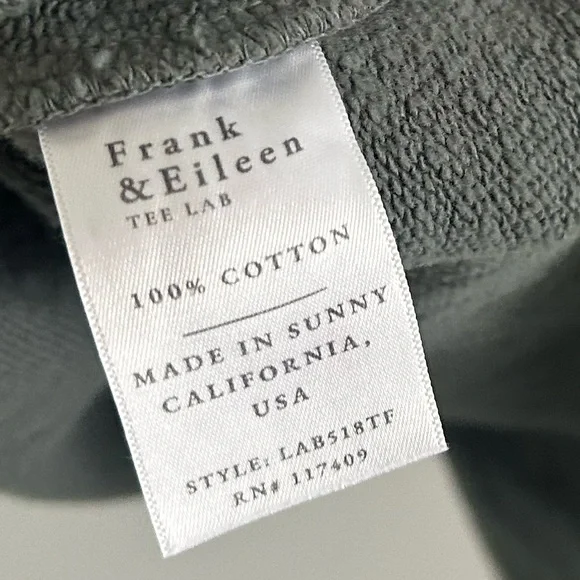 Frank
&Eileen
TEE LAB
100% COTTON
MADE IN SUNNY
CALIFORNIA,
USA
STYLE: LAB518TF
RN# 117409